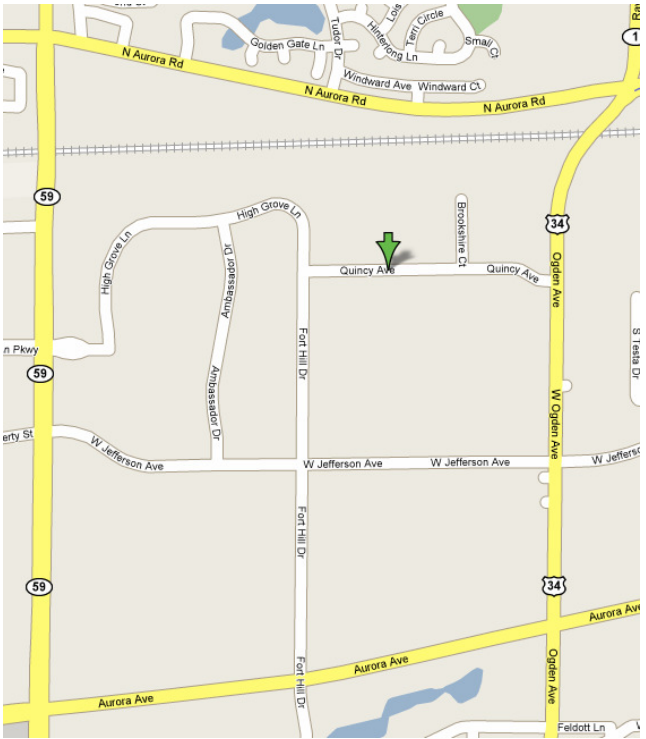 Lois
Terri Circle
Ra
Tudor Dr
Hinterlong Ln
Small Ct
1
Golden Gate Ln
N Aurora Rd
Windward Ave
Windward Ct
N Aurora Rd
N Aurora Rd
59
High Grove Ln
Brookshire Ct
34
High Grove Ln
Ambassador Dr
Quincy Ave
Quincy Ave
Ogden Ave
n Pkwy
Fort Hill Dr
S Testa Dr
59
Ambassador Dr
W Ogden Ave
erty St
W Jefferson Ave
W Jefferson Ave
W Jefferson Ave
W Jefferso
Fort Hill Dr
59
34
Aurora Ave
Aurora Ave
Ogden Ave
Fort Hill Dr
Aurora Ave
Feldott Ln